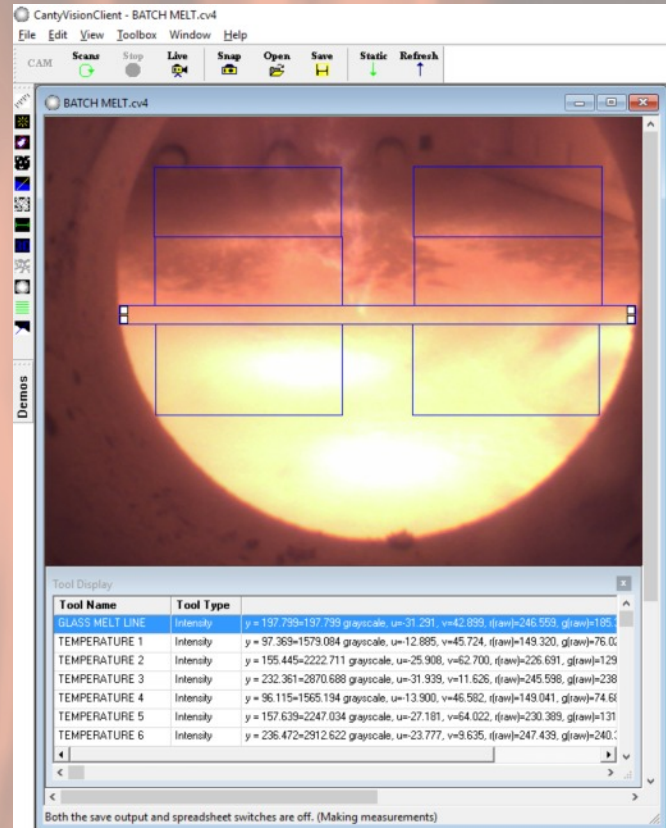 CantyVisionClient - BATCH MELT.cv4
File Edit View Toolbox Window Help
CAM Scans Stop Live Snap Open Save Static Refresh
BATCH MELT.cv4
Demos
Tool Display
Tool Name Tool Type
GLASS MELT LINE Intensity y = 197.799=197.799 grayscale, u=-31.291, v=42.899, r(raw)=246.559, g(raw)=185.
TEMPERATURE 1 Intensity y = 97.369=1579.084 grayscale, u=-12.885, v=45.724, r(raw)=149.320, g(raw)=76.02
TEMPERATURE 2 Intensity y = 155.445=2222.711 grayscale, u=-25.908, v=62.700, r(raw)=226.691, g(raw)=129
TEMPERATURE 3 Intensity y = 232.361=2870.688 grayscale, u=-31.939, v=11.626, r(raw)=245.598, g(raw)=238
TEMPERATURE 4 Intensity y = 96.115=1565.194 grayscale, u=-13.900, v=46.582, r(raw)=149.041, g(raw)=74.68
TEMPERATURE 5 Intensity y = 157.639=2247.034 grayscale, u=-27.181, v=64.022, r(raw)=230.389, g(raw)=131
TEMPERATURE 6 Intensity y = 236.472=2912.622 grayscale, u=-23.777, v=9.635, r(raw)=247.439, g(raw)=240.
Both the save output and spreadsheet switches are off. (Making measurements)